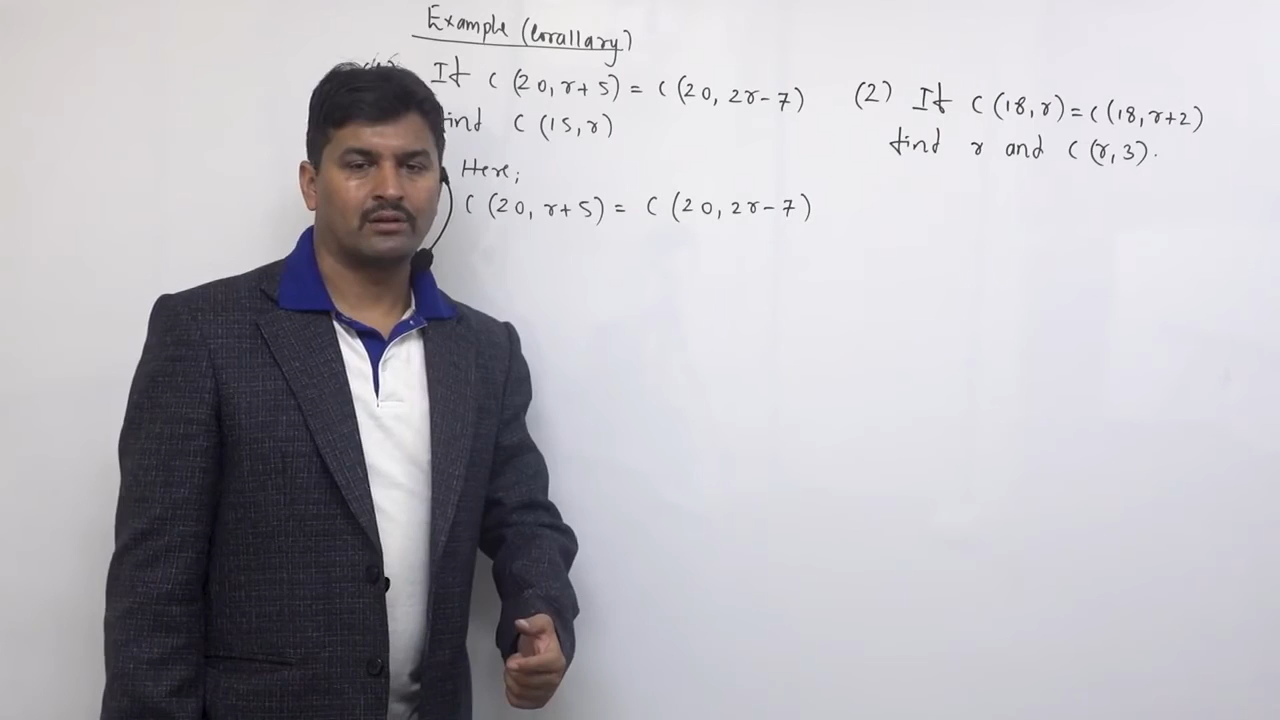 Example (Corallary)
If C (20, r+5) = C (20, 2r-7)
find C (15, r)
Here;
C (20, r+5) = C (20, 2r-7)
(2) If C (18, r) = C (18, r+2)
find r and C (r, 3).